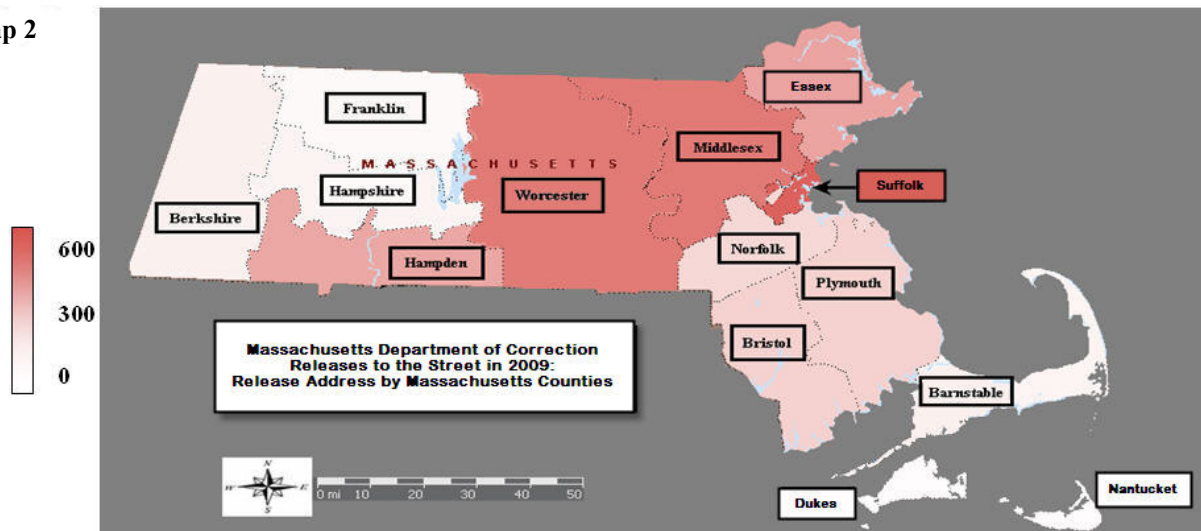 p 2
Essex
Franklin
Middlesex
MASSACHUSETTS
Suffolk
Hampshire
Worcester
Berkshire
Norfolk
600
Hampden
Plymouth
300
Massachusetts Department of Correction
Releases to the Street in 2009:
Release Address by Massachusetts Counties
Bristol
0
Barnstable
N
W E
S
0 mi 10 20 30 40 50
Dukes
Nantucket